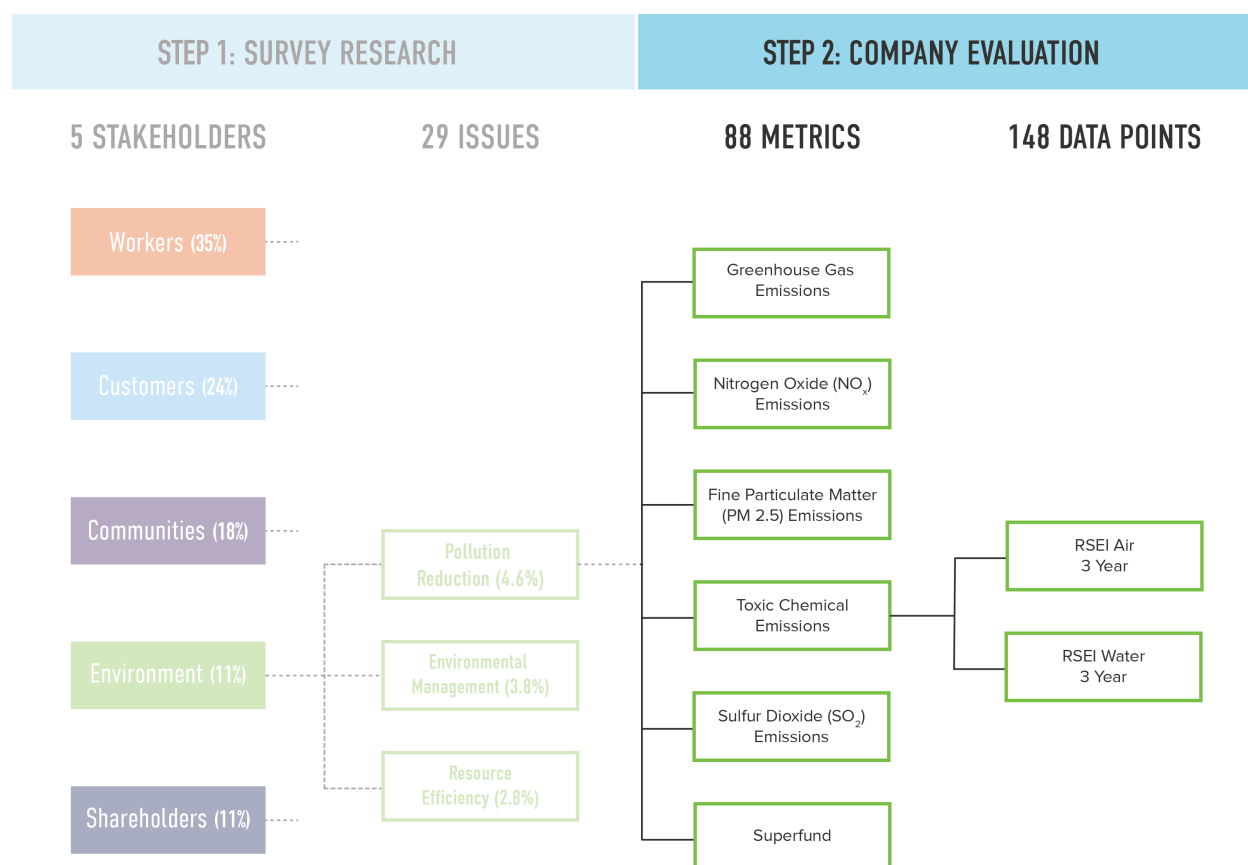 STEP 1: SURVEY RESEARCH
STEP 2: COMPANY EVALUATION
5 STAKEHOLDERS
29 ISSUES
88 METRICS
148 DATA POINTS
Workers (35%)
Customers (24%)
Communities (18%)
Environment (11%)
Shareholders (11%)
Pollution
Reduction (4.6%)
Environmental
Management (3.8%)
Resource
Efficiency (2.8%)
Greenhouse Gas
Emissions
Nitrogen Oxide (NOₓ)
Emissions
Fine Particulate Matter
(PM 2.5) Emissions
Toxic Chemical
Emissions
Sulfur Dioxide (SO₂)
Emissions
Superfund
RSEI Air
3 Year
RSEI Water
3 Year